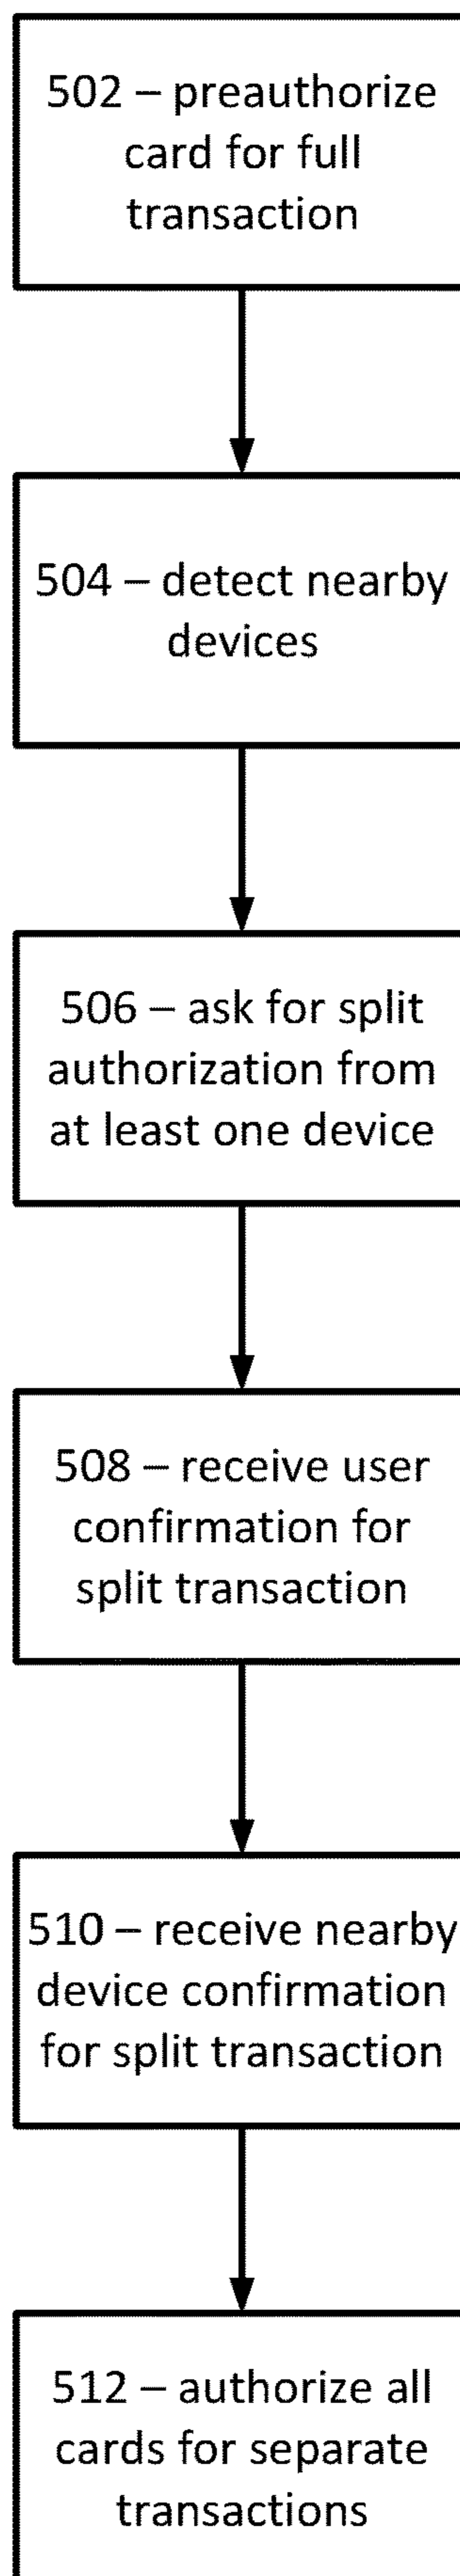 502 – preauthorize
card for full
transaction
504 – detect nearby
devices
506 – ask for split
authorization from
at least one device
508 – receive user
confirmation for
split transaction
510 – receive nearby
device confirmation
for split transaction
512 – authorize all
cards for separate
transactions